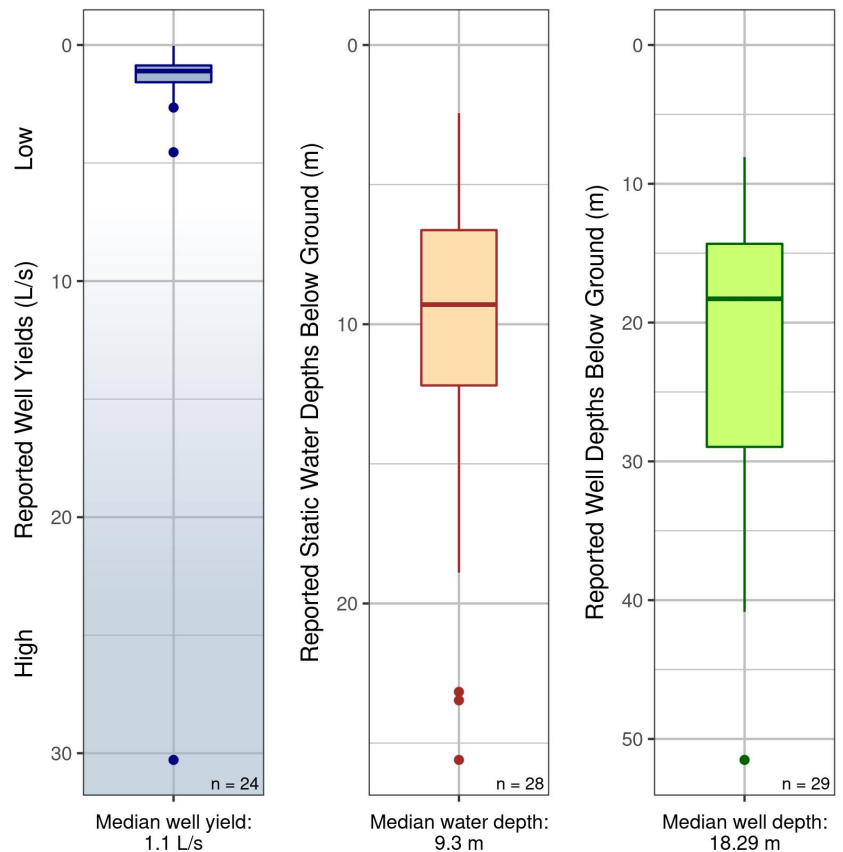 Reported Well Yields (L/s)
Low
High
0
10
20
30
n = 24
Median well yield:
1.1 L/s
Reported Static Water Depths Below Ground (m)
0
10
20
n = 28
Median water depth:
9.3 m
Reported Well Depths Below Ground (m)
0
10
20
30
40
50
n = 29
Median well depth:
18.29 m